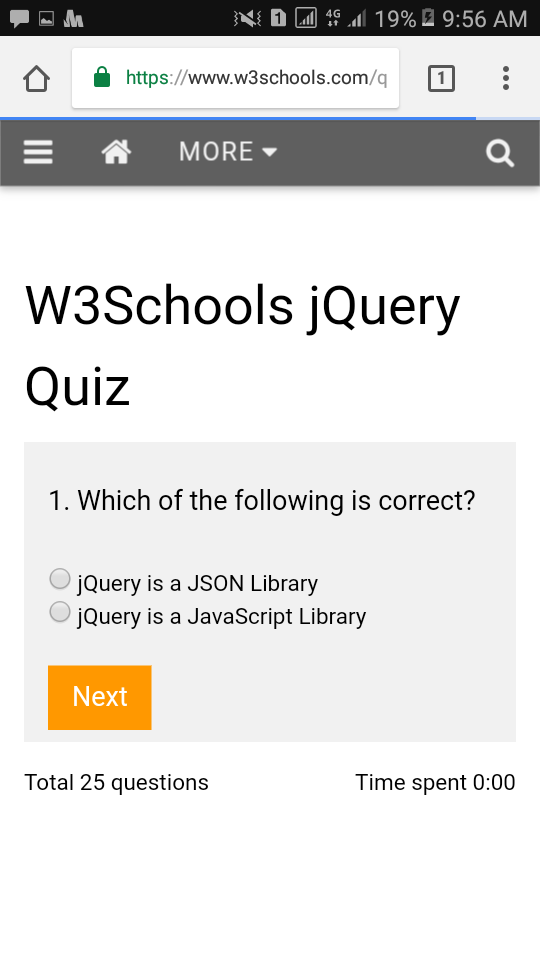 1 4G 19% 9:56 AM
https://www.w3schools.com/q 1
MORE
W3Schools jQuery
Quiz
1. Which of the following is correct?
jQuery is a JSON Library
jQuery is a JavaScript Library
Next
Total 25 questions Time spent 0:00